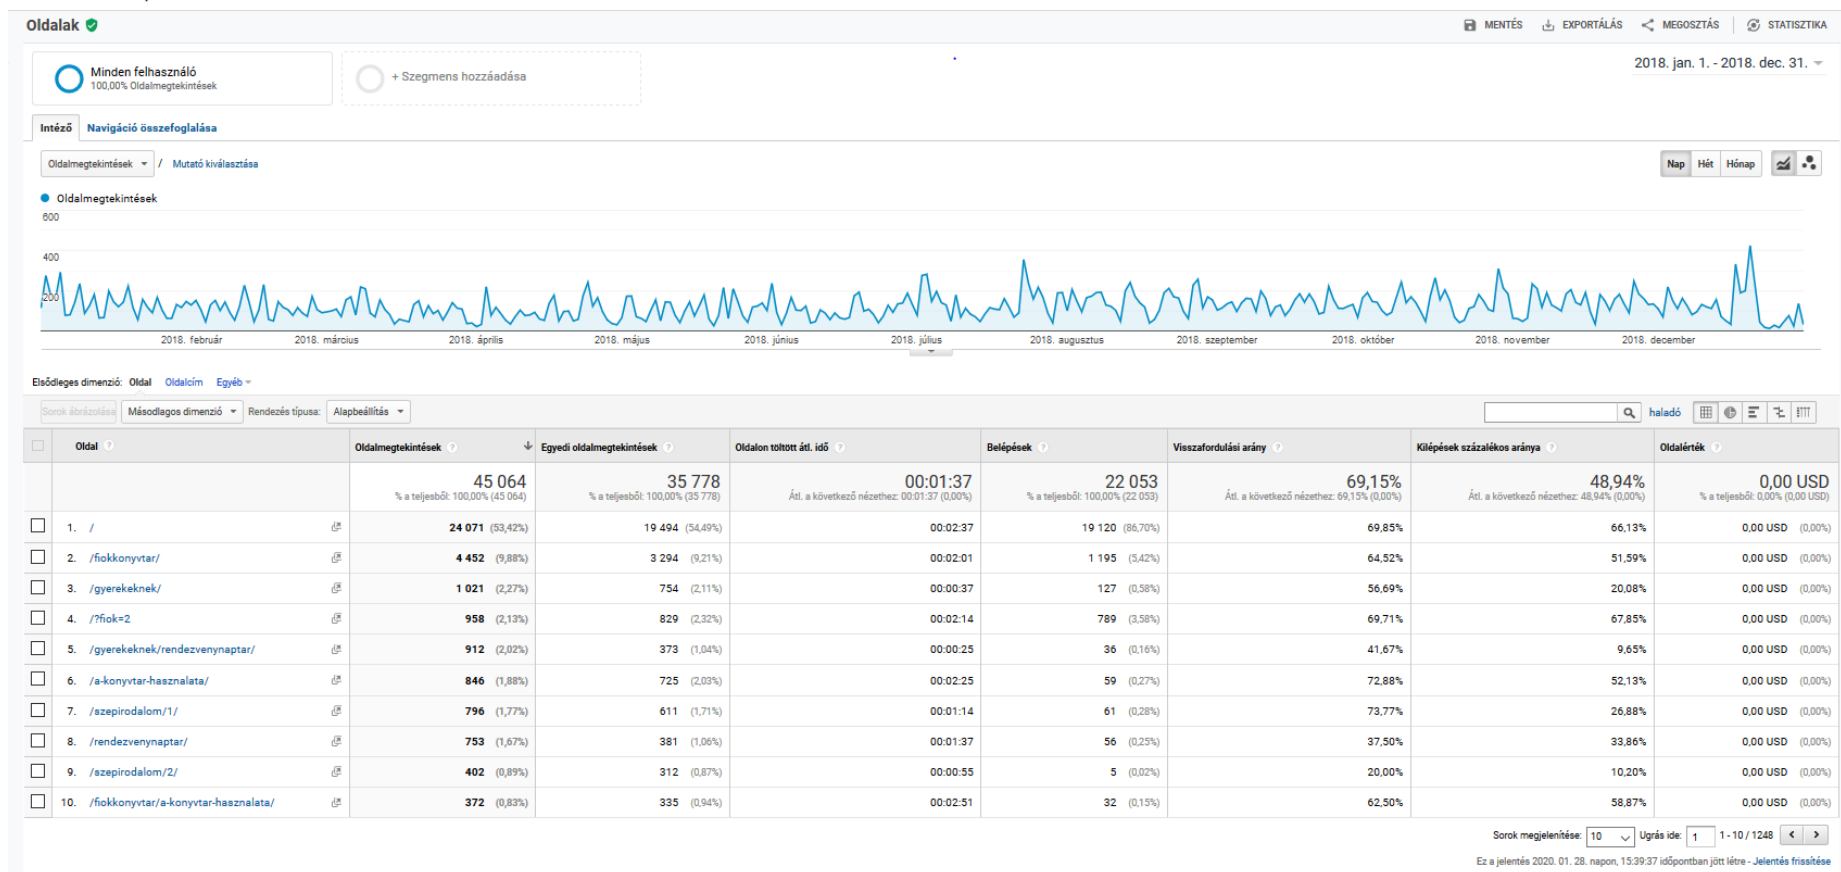 Oldalak
MENTÉS EXPORTÁLÁS MEGOSZTÁS STATISZTIKA
Minden felhasználó
100,00% Oldalmegtekintések
+ Szegmens hozzáadása
2018. jan. 1. - 2018. dec. 31.
Intéző Navigáció összefoglalása
Oldalmegtekintések / Mutató kiválasztása
Nap Hét Hónap
Oldalmegtekintések
600
400
200
2018. február 2018. március 2018. április 2018. május 2018. június 2018. július 2018. augusztus 2018. szeptember 2018. október 2018. november 2018. december
Elsődleges dimenzió: Oldal Oldalcím Egyéb
Sorok ábrázolása Másodlagos dimenzió Rendezés típusa: Alapbeállítás
haladó
Oldal ? Oldalmegtekintések ? Egyedi oldalmegtekintések ? Oldalon töltött átl. idő ? Belépések ? Visszafordulási arány ? Kilépések százalékos aránya ? Oldalérték ?
45 064 35 778 00:01:37 22 053 69,15% 48,94% 0,00 USD
% a teljesből: 100,00% (45 064) % a teljesből: 100,00% (35 778) Átl. a következő nézethez: 00:01:37 (0,00%) % a teljesből: 100,00% (22 053) Átl. a következő nézethez: 69,15% (0,00%) Átl. a következő nézethez: 48,94% (0,00%) % a teljesből: 0,00% (0,00 USD)
1. / 24 071 (53,42%) 19 494 (54,49%) 00:02:37 19 120 (86,70%) 69,85% 66,13% 0,00 USD (0,00%)
2. /fiokkonyvtar/ 4 452 (9,88%) 3 294 (9,21%) 00:02:01 1 195 (5,42%) 64,52% 51,59% 0,00 USD (0,00%)
3. /gyerekeknek/ 1 021 (2,27%) 754 (2,11%) 00:00:37 127 (0,58%) 56,69% 20,08% 0,00 USD (0,00%)
4. /?fiok=2 958 (2,13%) 829 (2,32%) 00:02:14 789 (3,58%) 69,71% 67,85% 0,00 USD (0,00%)
5. /gyerekeknek/rendezvenynaptar/ 912 (2,02%) 373 (1,04%) 00:00:25 36 (0,16%) 41,67% 9,65% 0,00 USD (0,00%)
6. /a-konyvtar-hasznalata/ 846 (1,88%) 725 (2,03%) 00:02:25 59 (0,27%) 72,88% 52,13% 0,00 USD (0,00%)
7. /szepirodalom/1/ 796 (1,77%) 611 (1,71%) 00:01:14 61 (0,28%) 73,77% 26,88% 0,00 USD (0,00%)
8. /rendezvenynaptar/ 753 (1,67%) 381 (1,06%) 00:01:37 56 (0,25%) 37,50% 33,86% 0,00 USD (0,00%)
9. /szepirodalom/2/ 402 (0,89%) 312 (0,87%) 00:00:55 5 (0,02%) 20,00% 10,20% 0,00 USD (0,00%)
10. /fiokkonyvtar/a-konyvtar-hasznalata/ 372 (0,83%) 335 (0,94%) 00:02:51 32 (0,15%) 62,50% 58,87% 0,00 USD (0,00%)
Sorok megjelenítése: 10 Ugrás ide: 1 1 - 10 / 1248
Ez a jelentés 2020. 01. 28. napon, 15:39:37 időpontban jött létre - Jelentés frissítése